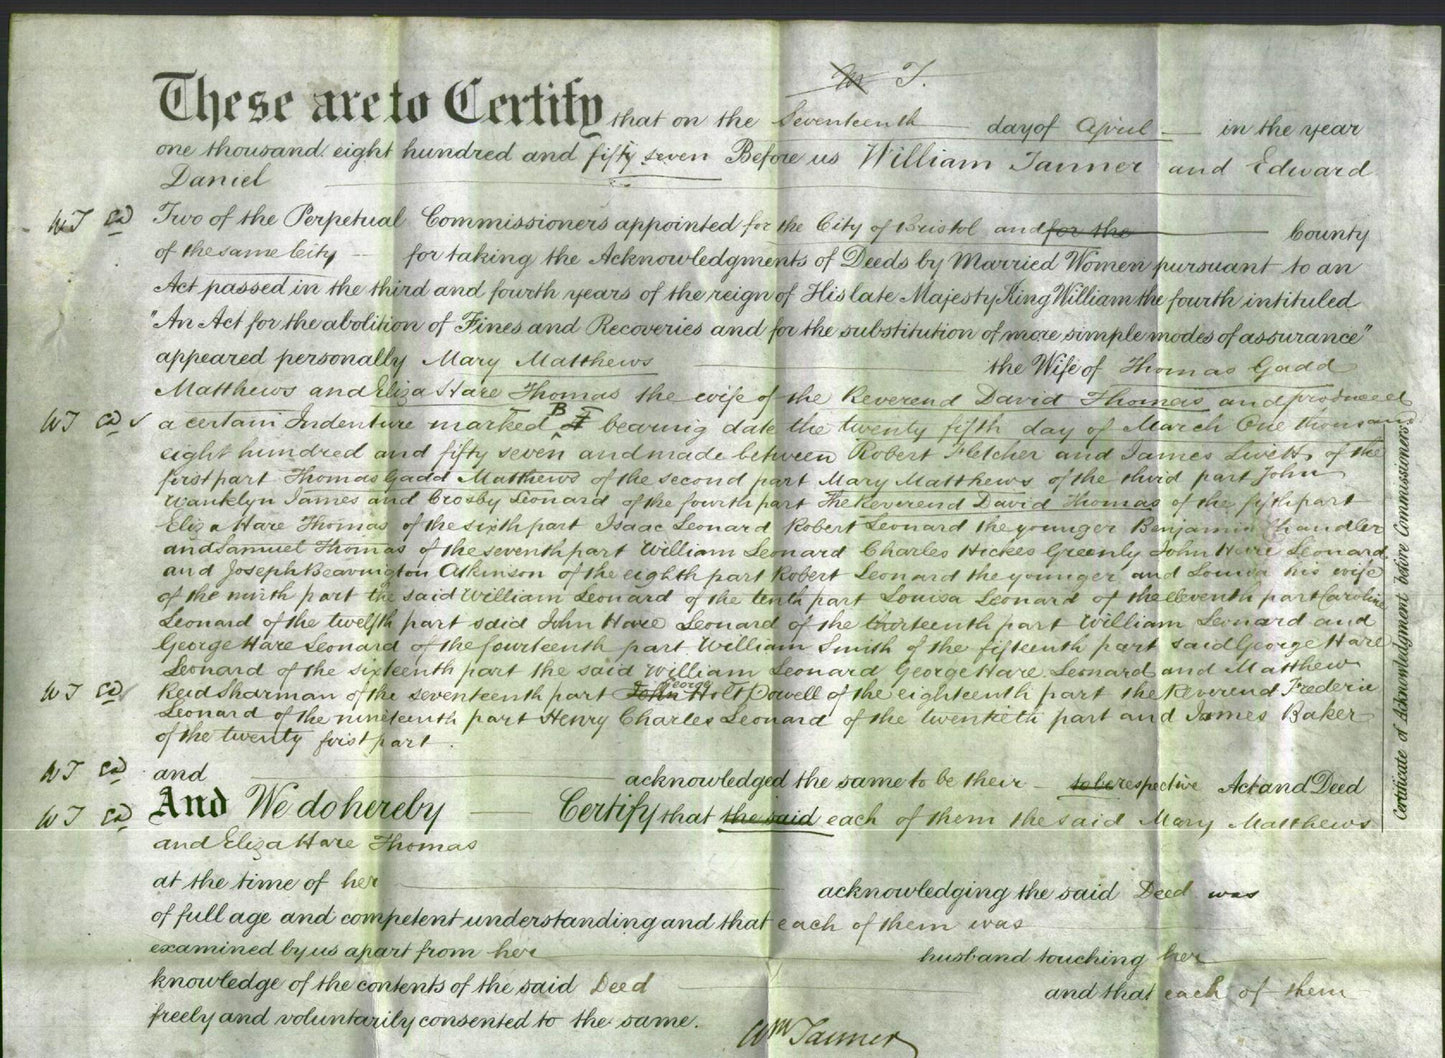 M T.
These are to Certify that on the Seventeenth day of April in the year
one thousand eight hundred and fifty seven Before us William Tanner and Edward
Daniel
WT ED Two of the Perpetual Commissioners appointed for the City of Bristol and for the County
of the same City for taking the Acknowledgments of Deeds by Married Women pursuant to an
Act passed in the third and fourth years of the reign of His late Majesty King William the fourth intituled
"An Act for the abolition of Fines and Recoveries and for the substitution of more simple modes of assurance"
appeared personally Mary Matthews the Wife of Thomas Gadd
Matthews and Eliza Hare Thomas the wife of the Reverend David Thomas and produced
WT ED a certain Indenture marked B bearing date the twenty fifth day of March One thousand
eight hundred and fifty seven and made between Robert Fletcher and James Livett of the
first part Thomas Gadd Matthews of the second part Mary Matthews of the third part John
Wanklyn James and Crosby Leonard of the fourth part The Reverend David Thomas of the fifth part
Eliza Hare Thomas of the sixth part Isaac Leonard Robert Leonard the younger Benjamin Chandler
and Samuel Thomas of the seventh part William Leonard Charles Hickes Greenly John Hare Leonard
and Joseph Beavington Atkinson of the eighth part Robert Leonard the younger and Louisa his wife
of the ninth part the said William Leonard of the tenth part Louisa Leonard of the eleventh part Caroline
Leonard of the twelfth part said John Hare Leonard of the thirteenth part William Leonard and
George Hare Leonard of the fourteenth part William Smith of the fifteenth part said George Hare
Leonard of the sixteenth part the said William Leonard George Hare Leonard and Matthew
WT ED Reid Sharman of the seventeenth part John George Holt Powell of the eighteenth part the Reverend Frederic
Leonard of the nineteenth part Henry Charles Leonard of the twentieth part and James Baker
of the twenty first part.
WT ED and acknowledged the same to be their to be respective Act and Deed
WT ED And We do hereby Certify that the said each of them the said Mary Matthews
and Eliza Hare Thomas
at the time of her acknowledging the said Deed was
of full age and competent understanding and that each of them was
examined by us apart from her husband touching her
knowledge of the contents of the said Deed and that each of them
freely and voluntarily consented to the same.
Wm Tanner
Certificate of Acknowledgment before Commissioners.